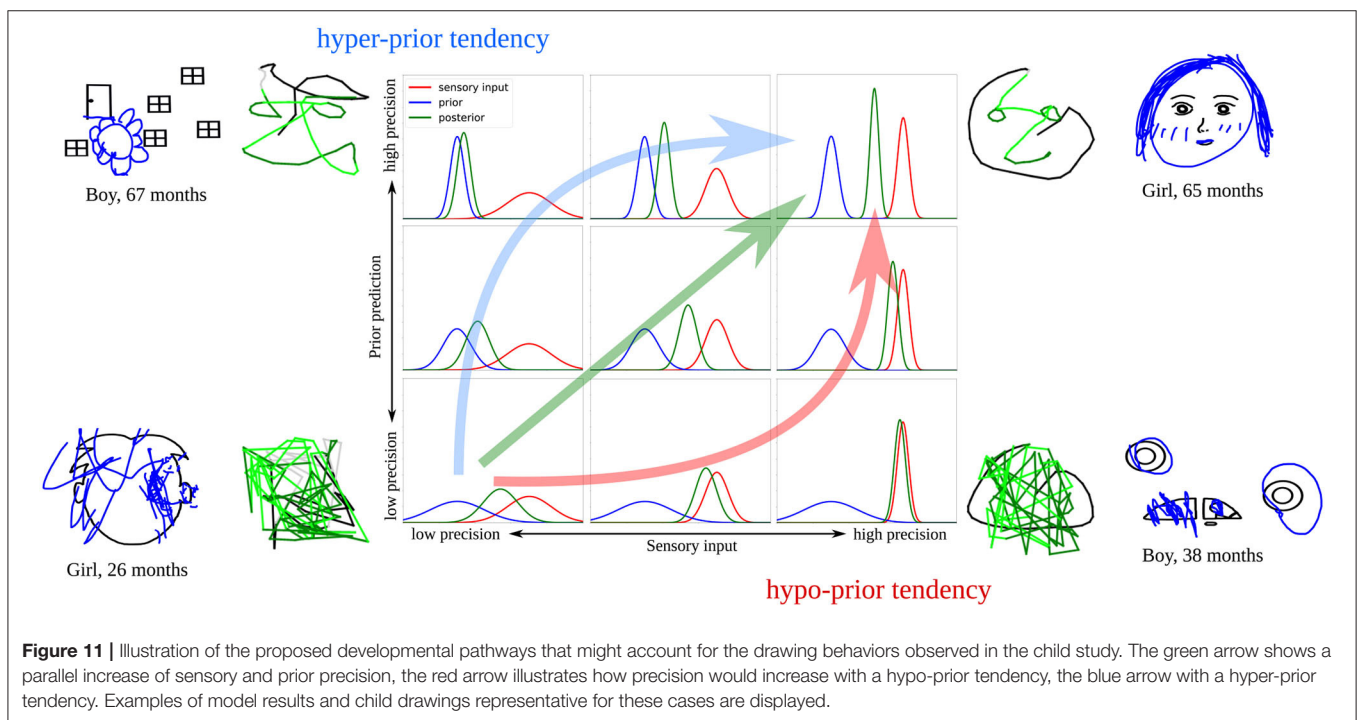 hyper-prior tendency
sensory input
prior
posterior
high precision
Prior prediction
low precision
low precision
Sensory input
high precision
hypo-prior tendency
Boy, 67 months
Girl, 65 months
Girl, 26 months
Boy, 38 months
Figure 11 | Illustration of the proposed developmental pathways that might account for the drawing behaviors observed in the child study. The green arrow shows a
parallel increase of sensory and prior precision, the red arrow illustrates how precision would increase with a hypo-prior tendency, the blue arrow with a hyper-prior
tendency. Examples of model results and child drawings representative for these cases are displayed.